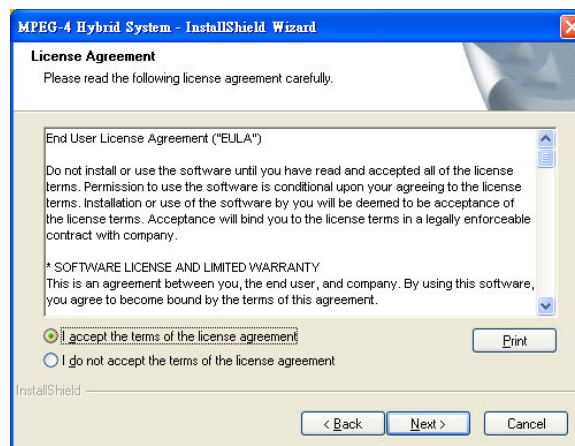 MPEG-4 Hybrid System - InstallShield Wizard
License Agreement
Please read the following license agreement carefully.
End User License Agreement ("EULA")
Do not install or use the software until you have read and accepted all of the license
terms. Permission to use the software is conditional upon your agreeing to the license
terms. Installation or use of the software by you will be deemed to be acceptance of
the license terms. Acceptance will bind you to the license terms in a legally enforceable
contract with company.
* SOFTWARE LICENSE AND LIMITED WARRANTY
This is an agreement between you, the end user, and company. By using this software,
you agree to become bound by the terms of this agreement.
I accept the terms of the license agreement
Print
I do not accept the terms of the license agreement
InstallShield
< Back
Next >
Cancel